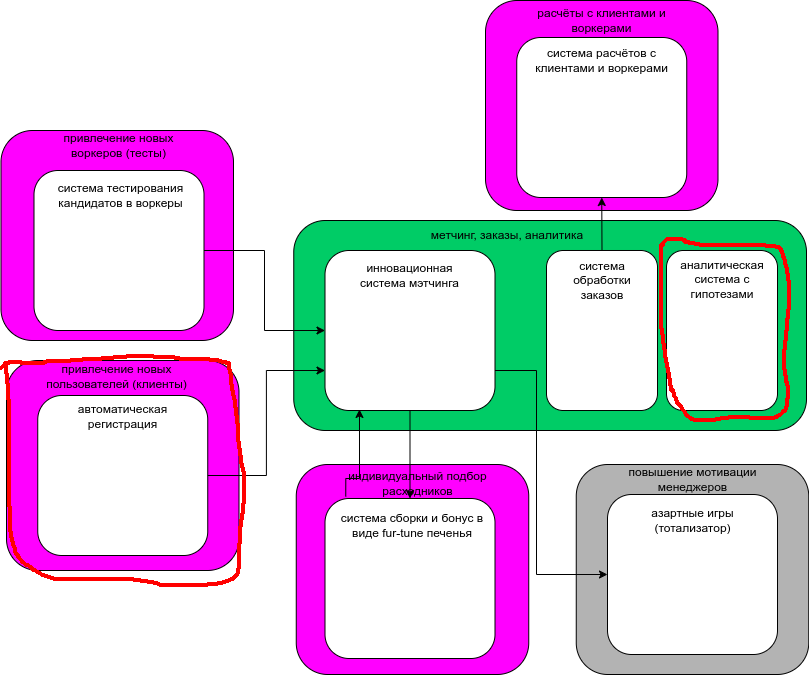 расчёты с клиентами и
воркерами
система расчётов с
клиентами и воркерами
привлечение новых
воркеров (тесты)
система тестирования
кандидатов в воркеры
метчинг, заказы, аналитика
инновационная
система мэтчинга
система
обработки
заказов
аналитическая
система с
гипотезами
привлечение новых
пользователей (клиенты)
автоматическая
регистрация
индивидуальный подбор
расходников
система сборки и бонус в
виде fur-tune печенья
повышение мотивации
менеджеров
азартные игры
(тотализатор)